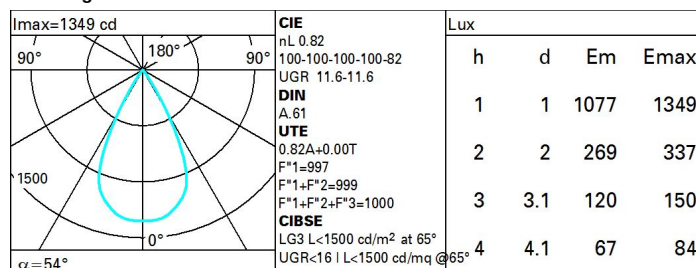 Imax=1349 cd
90° 180° 90°
1500
0°
α=54°
CIE
nL 0.82
100-100-100-100-82
UGR 11.6-11.6
DIN
A.61
UTE
0.82A+0.00T
F"1=997
F"1+F"2=999
F"1+F"2+F"3=1000
CIBSE
LG3 L<1500 cd/m² at 65°
UGR<16 | L<1500 cd/mq @65°
Lux
h d Em Emax
1 1 1077 1349
2 2 269 337
3 3.1 120 150
4 4.1 67 84